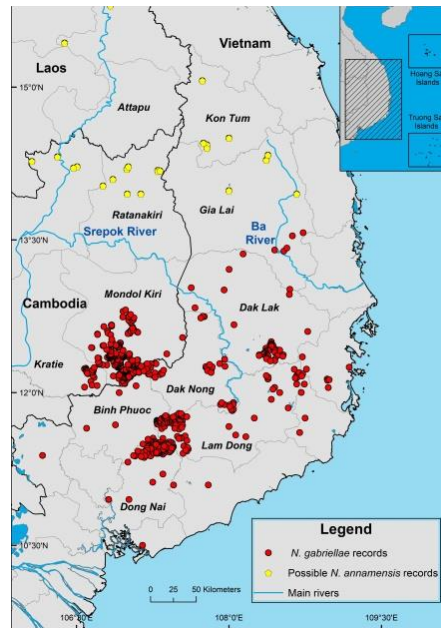 Vietnam
Laos
Hoang Sa
Islands
Truong Sa
Islands
15°0'N
Attapu
Kon Tum
Ratanakiri
Gia Lai
Srepok River
Ba
River
13°30'N
Mondol Kiri
Dak Lak
Cambodia
Kratie
12°0'N
Dak Nong
Binh Phuoc
Lam Dong
Dong Nai
Legend
N. gabriellae records
Possible N. annamensis records
Main rivers
10°30'N
0 25 50 Kilometers
106°30'E
108°0'E
109°30'E